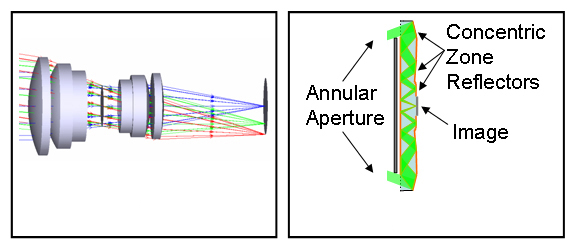 Concentric
Zone
Reflectors
Annular
Aperture
Image